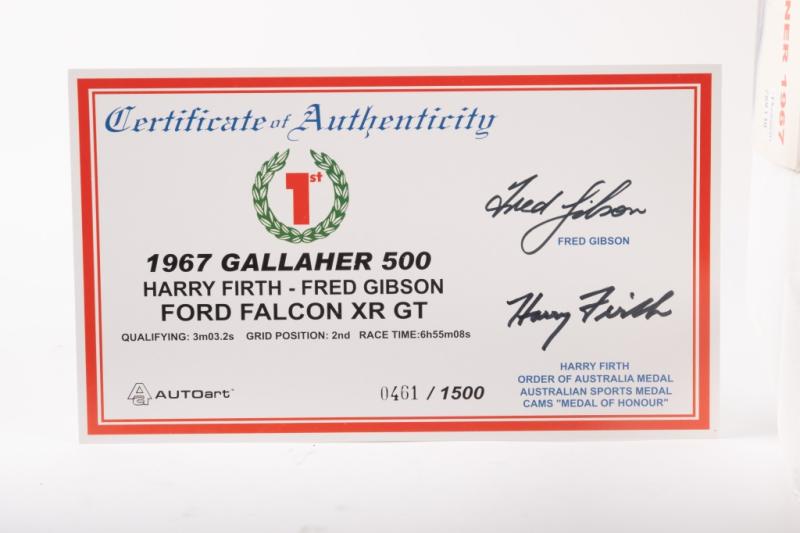 Certificate of Authenticity
1st
1967 GALLAHER 500
HARRY FIRTH - FRED GIBSON
FORD FALCON XR GT
QUALIFYING: 3m03.2s GRID POSITION: 2nd RACE TIME:6h55m08s
AUTOart
0461 / 1500
Fred Gibson
FRED GIBSON
Harry Firth
HARRY FIRTH
ORDER OF AUSTRALIA MEDAL
AUSTRALIAN SPORTS MEDAL
CAMS "MEDAL OF HONOUR"
1967